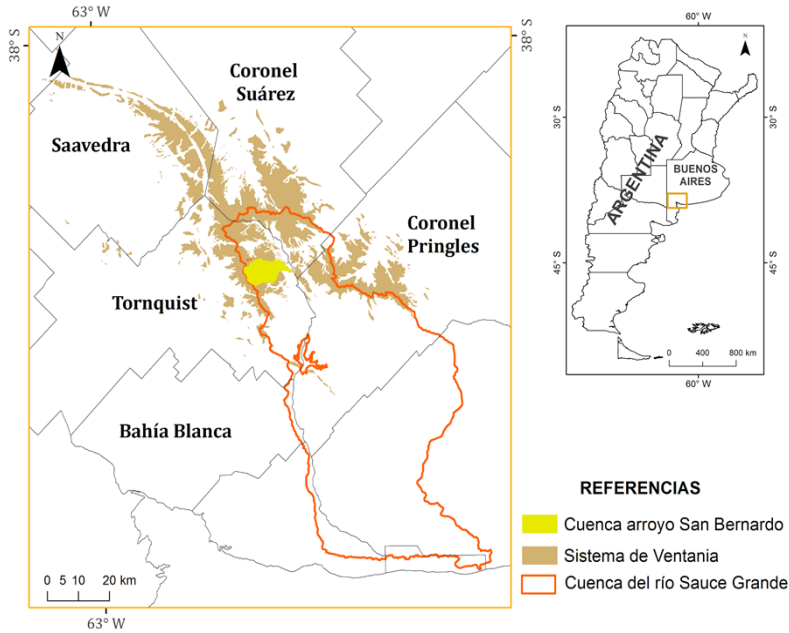 63° W
38° S
38° S
N
Coronel
Suárez
Saavedra
Coronel
Pringles
Tornquist
Bahía Blanca
0 5 10 20 km
63° W
60° W
N
30°S
30°S
ARGENTINA
BUENOS
AIRES
45°S
45°S
0 400 800 km
60° W
REFERENCIAS
Cuenca arroyo San Bernardo
Sistema de Ventania
Cuenca del río Sauce Grande